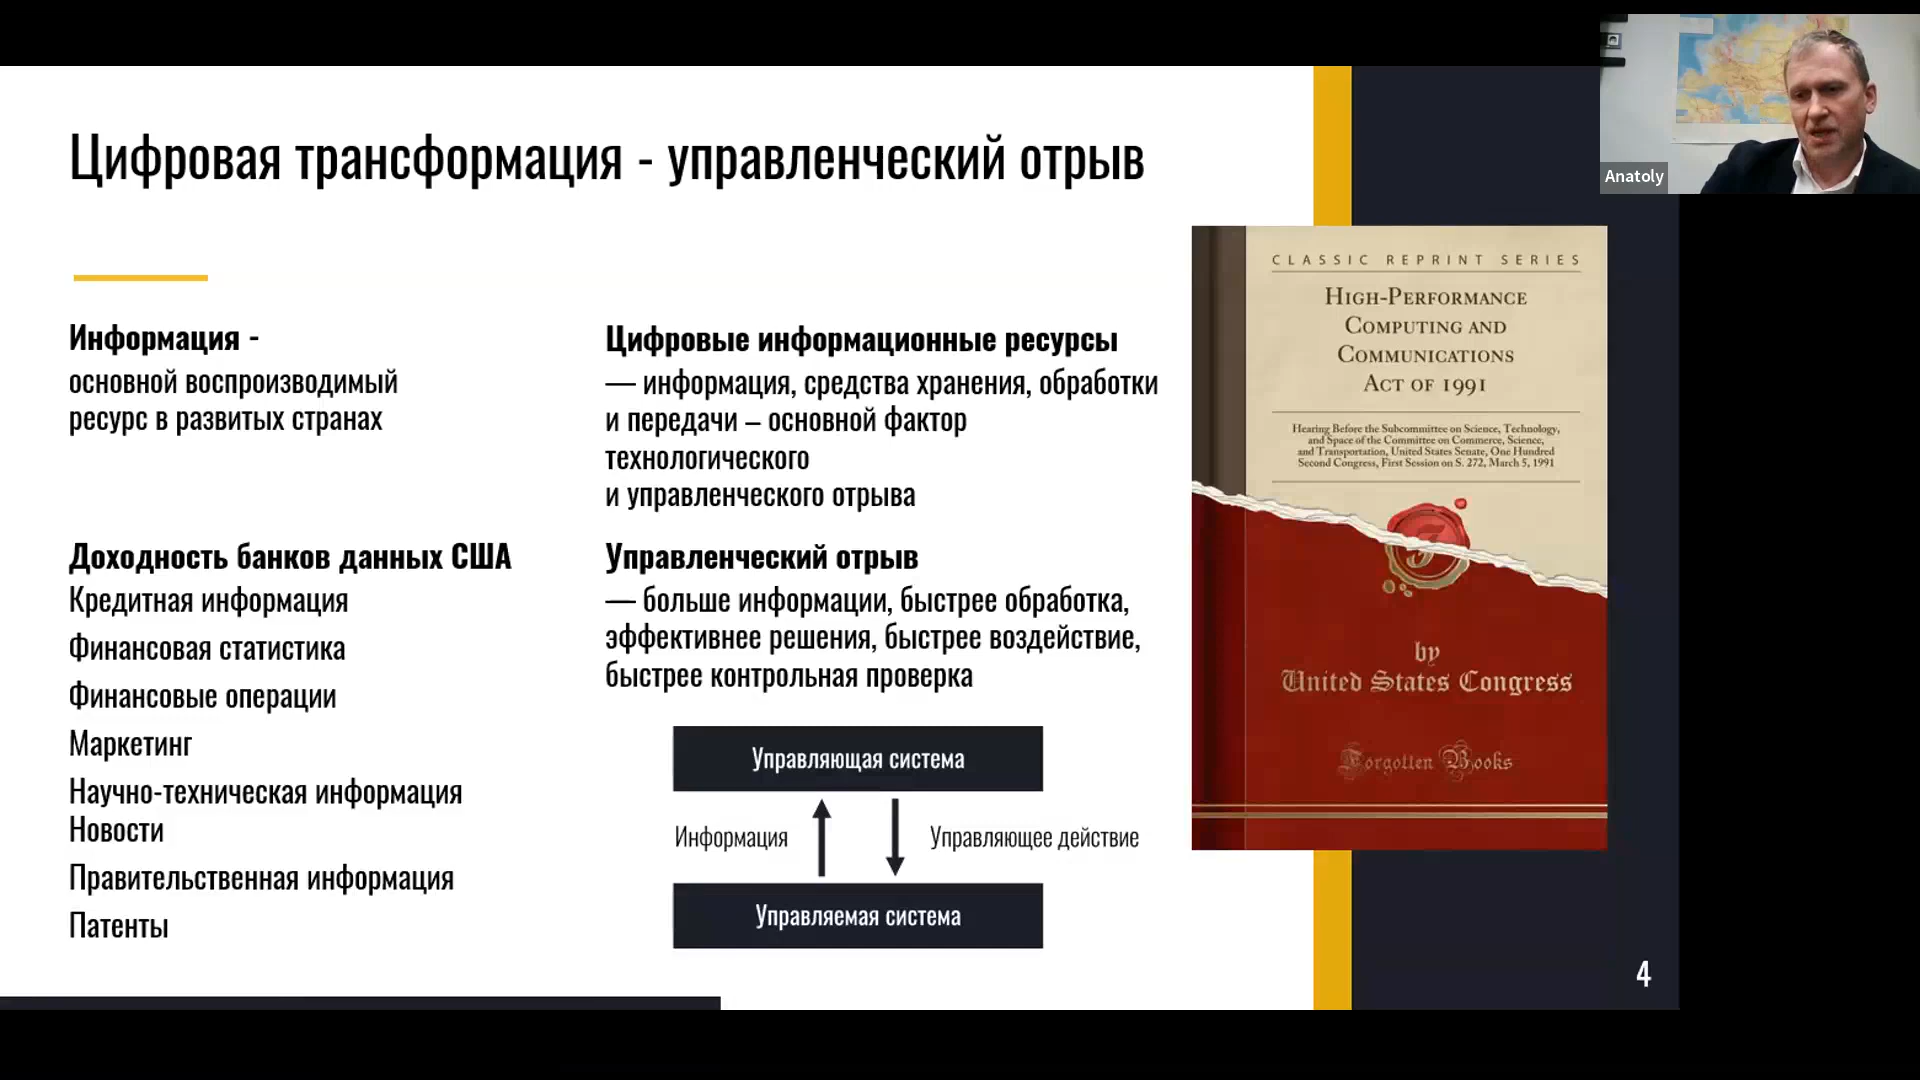 Цифровая трансформация - управленческий отрыв
Информация -
основной воспроизводимый
ресурс в развитых странах
Доходность банков данных США
Кредитная информация
Финансовая статистика
Финансовые операции
Маркетинг
Научно-техническая информация
Новости
Правительственная информация
Патенты
Цифровые информационные ресурсы
— информация, средства хранения, обработки
и передачи – основной фактор
технологического
и управленческого отрыва
Управленческий отрыв
— больше информации, быстрее обработка,
эффективнее решения, быстрее воздействие,
быстрее контрольная проверка
Управляющая система
Информация
Управляющее действие
Управляемая система
CLASSIC REPRINT SERIES
HIGH-PERFORMANCE
COMPUTING AND
COMMUNICATIONS
ACT OF 1991
Hearing Before the Subcommittee on Science, Technology,
and Space of the Committee on Commerce, Science,
and Transportation, United States Senate, One Hundred
Second Congress, First Session on S. 272, March 5, 1991
by
United States Congress
Forgotten Books
4
Anatoly